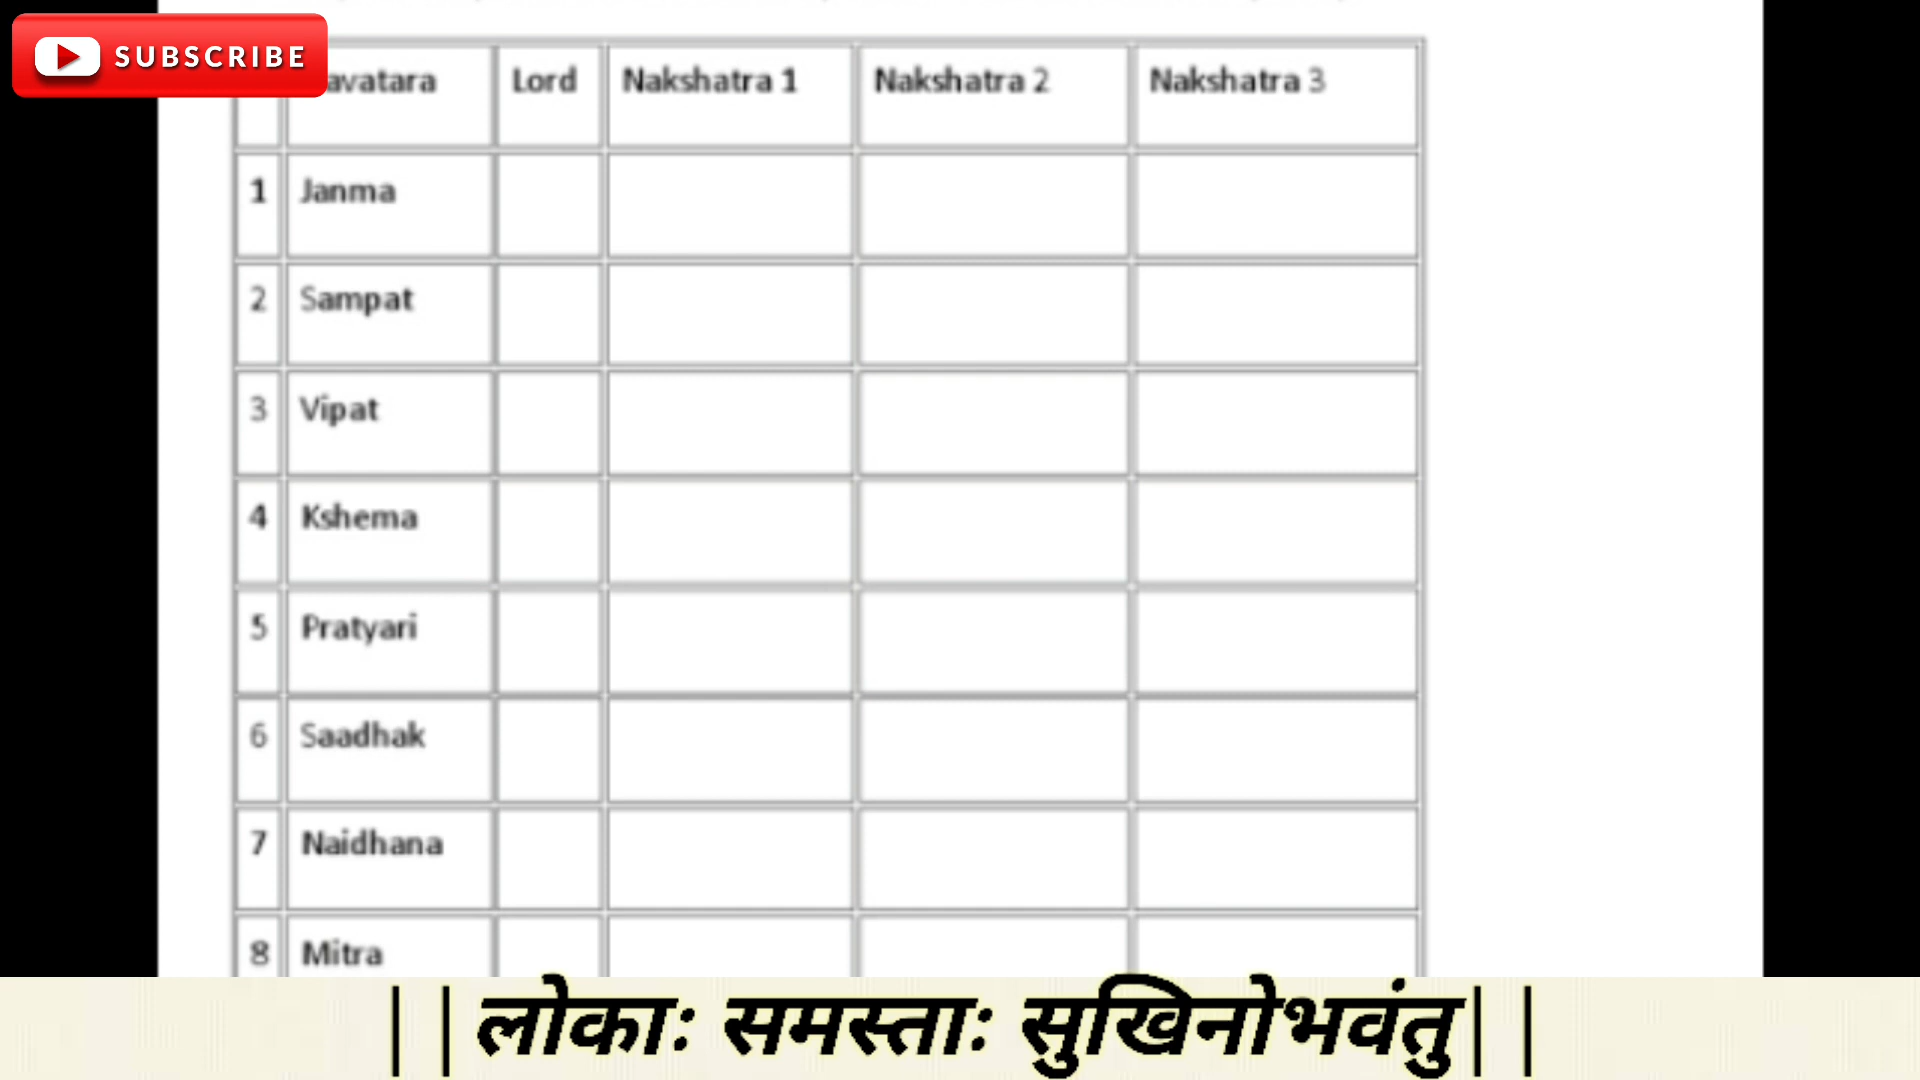 SUBSCRIBE
avatara Lord Nakshatra 1 Nakshatra 2 Nakshatra 3
1 Janma
2 Sampat
3 Vipat
4 Kshema
5 Pratyari
6 Saadhak
7 Naidhana
8 Mitra
||लोकाः समस्ताः सुखिनोभवंतु||